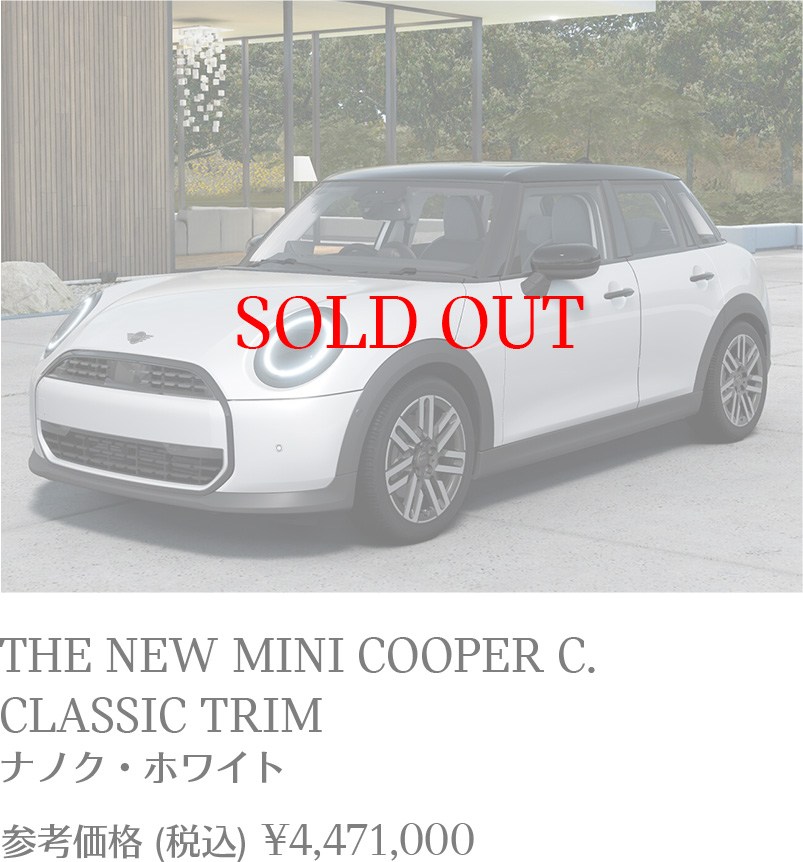 SOLD OUT
THE NEW MINI COOPER C.
CLASSIC TRIM
ナノク・ホワイト
参考価格 (税込) ¥4,471,000